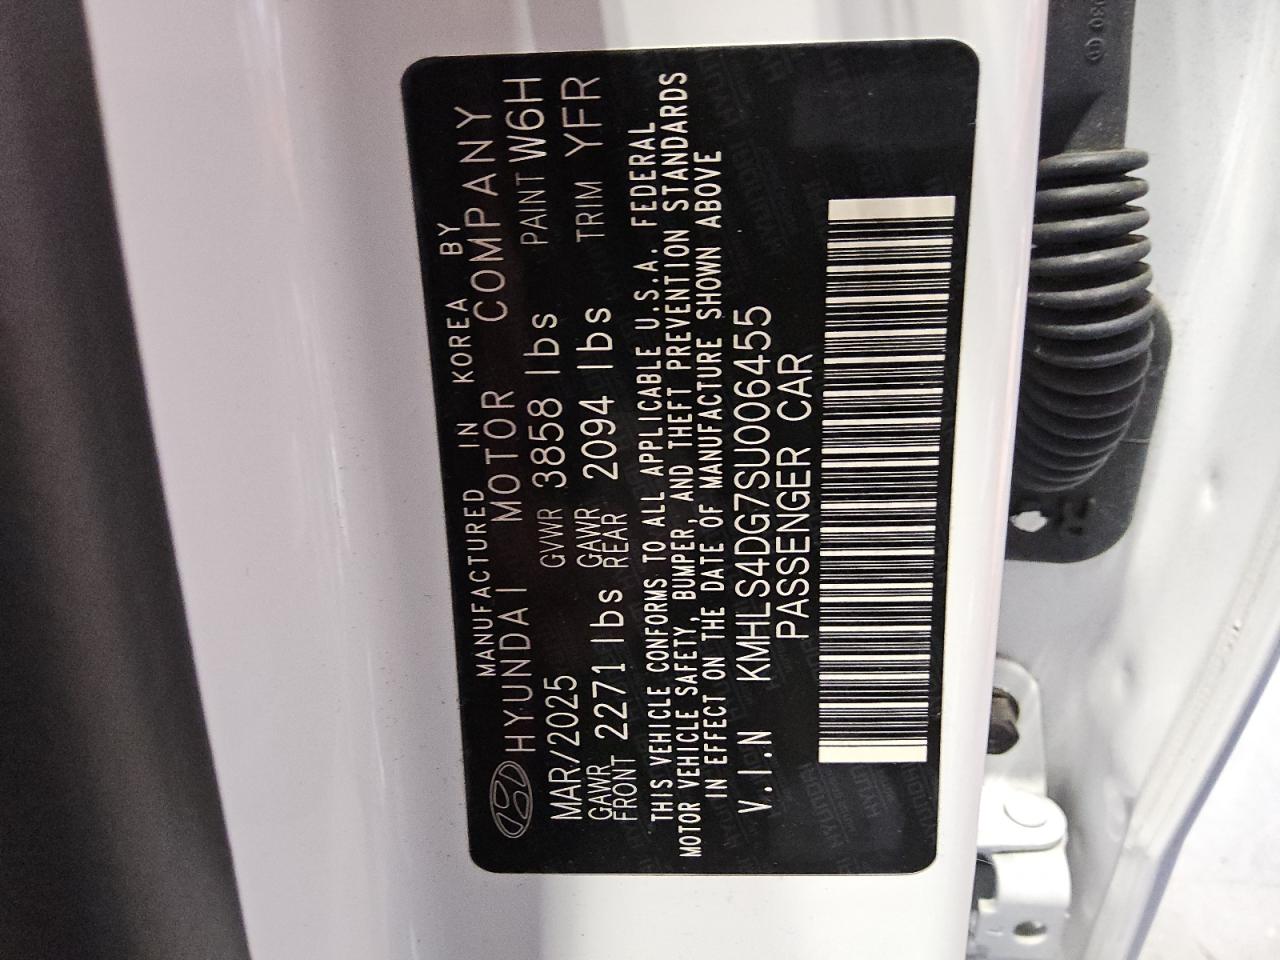 MANUFACTURED IN KOREA BY
HYUNDAI MOTOR COMPANY
MAR/2025 GVWR 3858 lbs PAINT W6H
GAWR FRONT 2271 lbs GAWR REAR 2094 lbs TRIM YFR
THIS VEHICLE CONFORMS TO ALL APPLICABLE U.S.A. FEDERAL
MOTOR VEHICLE SAFETY, BUMPER, AND THEFT PREVENTION STANDARDS
IN EFFECT ON THE DATE OF MANUFACTURE SHOWN ABOVE
V.I.N KMHLS4DG7SU006455
PASSENGER CAR